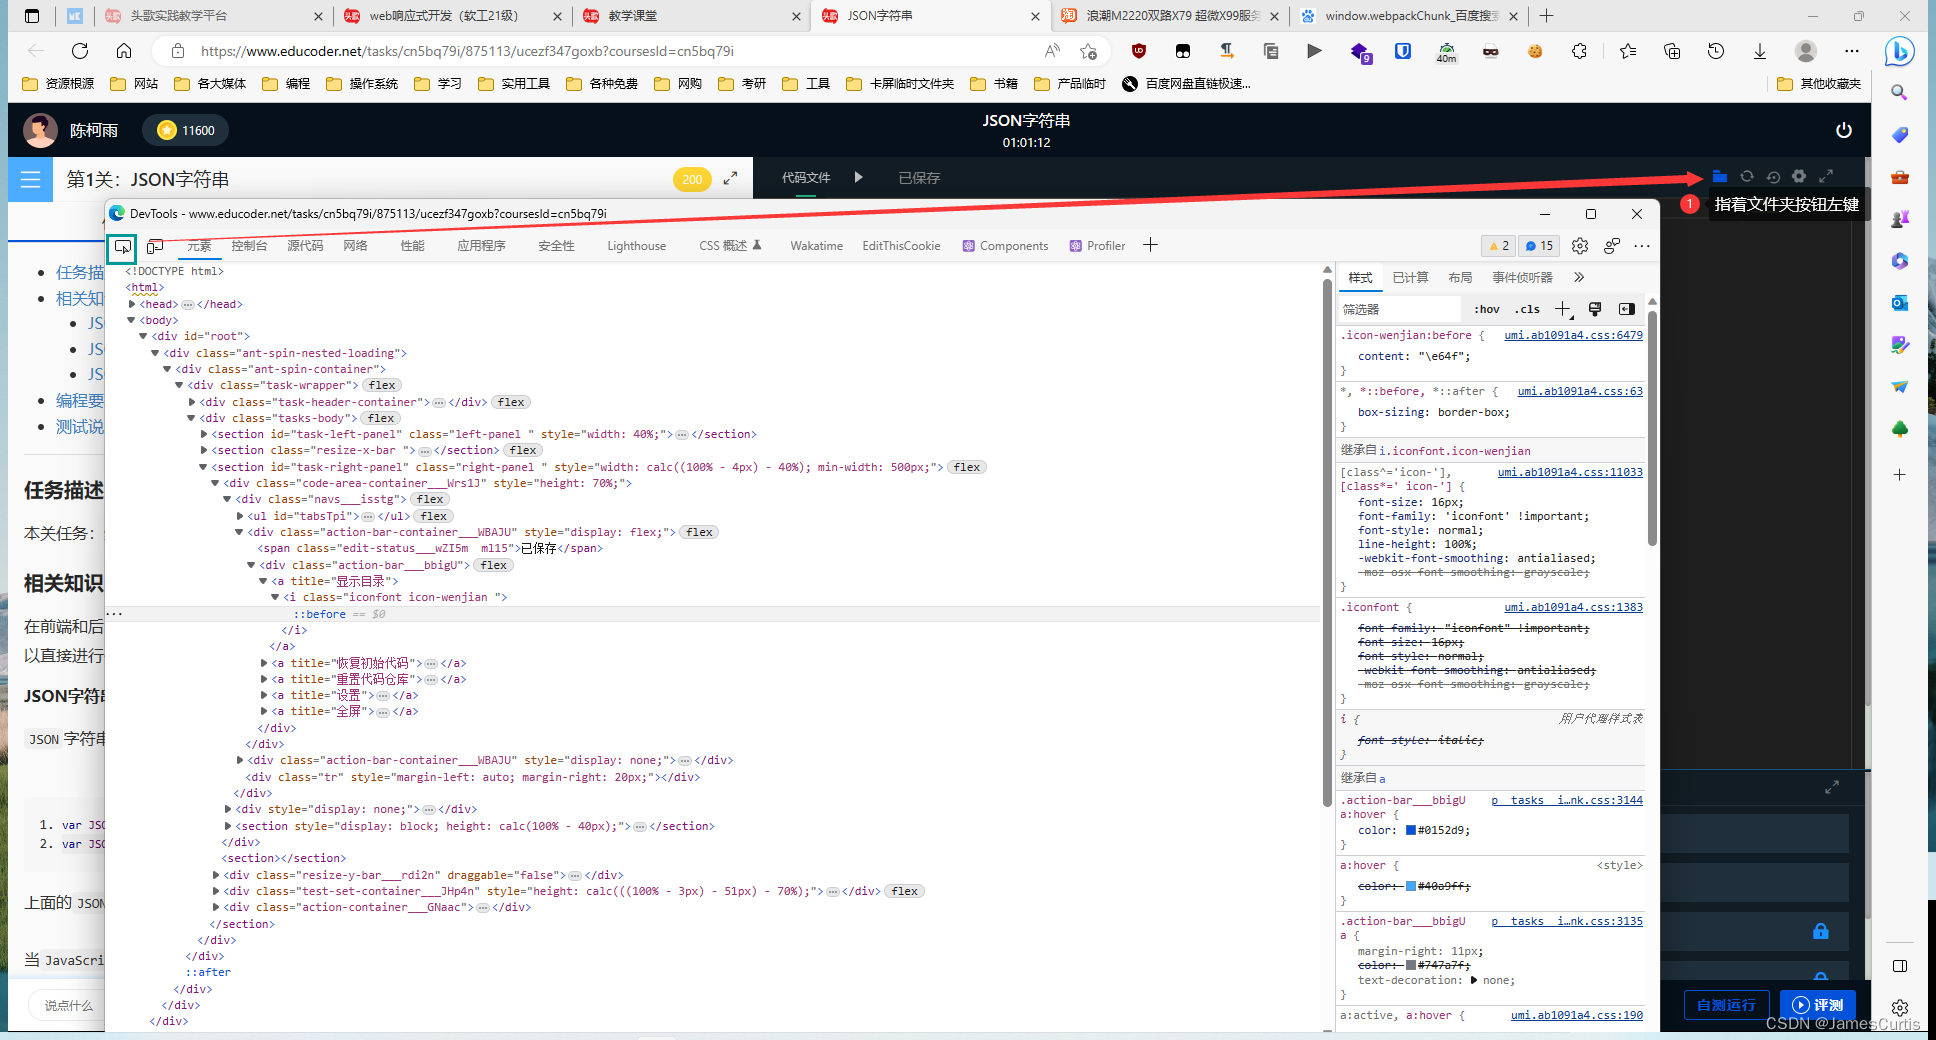 头歌实践教学平台
web响应式开发（软工21级）
教学课堂
JSON字符串
浪潮M2220双路X79 超微X99服务
window.webpackChunk_百度搜索
https://www.educoder.net/tasks/cn5bq79i/875113/ucezf347goxb?coursesId=cn5bq79i
9
40m
资源根源
网站
各大媒体
编程
操作系统
学习
实用工具
各种免费
网购
考研
工具
卡屏临时文件夹
书籍
产品临时
百度网盘直链极速...
其他收藏夹
陈柯雨
11600
JSON字符串
01:01:12
第1关：JSON字符串
200
代码文件
已保存
1
指着文件夹按钮左键
DevTools - www.educoder.net/tasks/cn5bq79i/875113/ucezf347goxb?coursesId=cn5bq79i
元素
控制台
源代码
网络
性能
应用程序
安全性
Lighthouse
CSS 概述
Wakatime
EditThisCookie
Components
Profiler
2
15
任务描
相关知
JS
JS
JS
编程要
测试说
任务描述
本关任务：
相关知识
在前端和后
以直接进行
JSON字符串
JSON 字符串
1. var JSO
2. var JSO
上面的 JSON
当 JavaScri
说点什么
<!DOCTYPE html>
<html>
<head> … </head>
<body>
<div id="root">
<div class="ant-spin-nested-loading">
<div class="ant-spin-container">
<div class="task-wrapper"> flex
<div class="task-header-container"> … </div> flex
<div class="tasks-body"> flex
<section id="task-left-panel" class="left-panel " style="width: 40%;"> … </section>
<section class="resize-x-bar "> … </section> flex
<section id="task-right-panel" class="right-panel " style="width: calc((100% - 4px) - 40%); min-width: 500px;"> flex
<div class="code-area-container___Wrs1J" style="height: 70%;">
<div class="navs___isstg"> flex
<ul id="tabsTpi"> … </ul> flex
<div class="action-bar-container___WBAJU" style="display: flex;"> flex
<span class="edit-status___wZI5m  ml15">已保存</span>
<div class="action-bar___bbigU"> flex
<a title="显示目录">
<i class="iconfont icon-wenjian ">
… ::before == $0
</i>
</a>
<a title="恢复初始代码"> … </a>
<a title="重置代码仓库"> … </a>
<a title="设置"> … </a>
<a title="全屏"> … </a>
</div>
</div>
<div class="action-bar-container___WBAJU" style="display: none;"> … </div>
<div class="tr" style="margin-left: auto; margin-right: 20px;"></div>
</div>
<div style="display: none;"> … </div>
<section style="display: block; height: calc(100% - 40px);"> … </section>
</div>
<section></section>
<div class="resize-y-bar___rdi2n" draggable="false"> … </div>
<div class="test-set-container___JHp4n" style="height: calc(((100% - 3px) - 51px) - 70%);"> … </div> flex
<div class="action-container___GNaac"> … </div>
</section>
</div>
</div>
::after
</div>
</div>
</div>
样式
已计算
布局
事件侦听器
筛选器
:hov
.cls
.icon-wenjian:before { umi.ab1091a4.css:6479
content: "\e64f";
}
*, *::before, *::after { umi.ab1091a4.css:63
box-sizing: border-box;
}
继承自 i.iconfont.icon-wenjian
[class^='icon-'], umi.ab1091a4.css:11033
[class*=' icon-'] {
font-size: 16px;
font-family: 'iconfont' !important;
font-style: normal;
line-height: 100%;
-webkit-font-smoothing: antialiased;
-moz-osx-font-smoothing: grayscale;
}
.iconfont { umi.ab1091a4.css:1383
font-family: "iconfont" !important;
font-size: 16px;
font-style: normal;
-webkit-font-smoothing: antialiased;
-moz-osx-font-smoothing: grayscale;
}
i { 用户代理样式表
font-style: italic;
}
继承自 a
.action-bar___bbigU p__tasks__i…nk.css:3144
a:hover {
color: #0152d9;
}
a:hover { <style>
color: #40a9ff;
}
.action-bar___bbigU p__tasks__i…nk.css:3135
a {
margin-right: 11px;
color: #747a7f;
text-decoration: none;
}
a:active, a:hover { umi.ab1091a4.css:190
自测运行
评测
CSDN @JamesCurtis